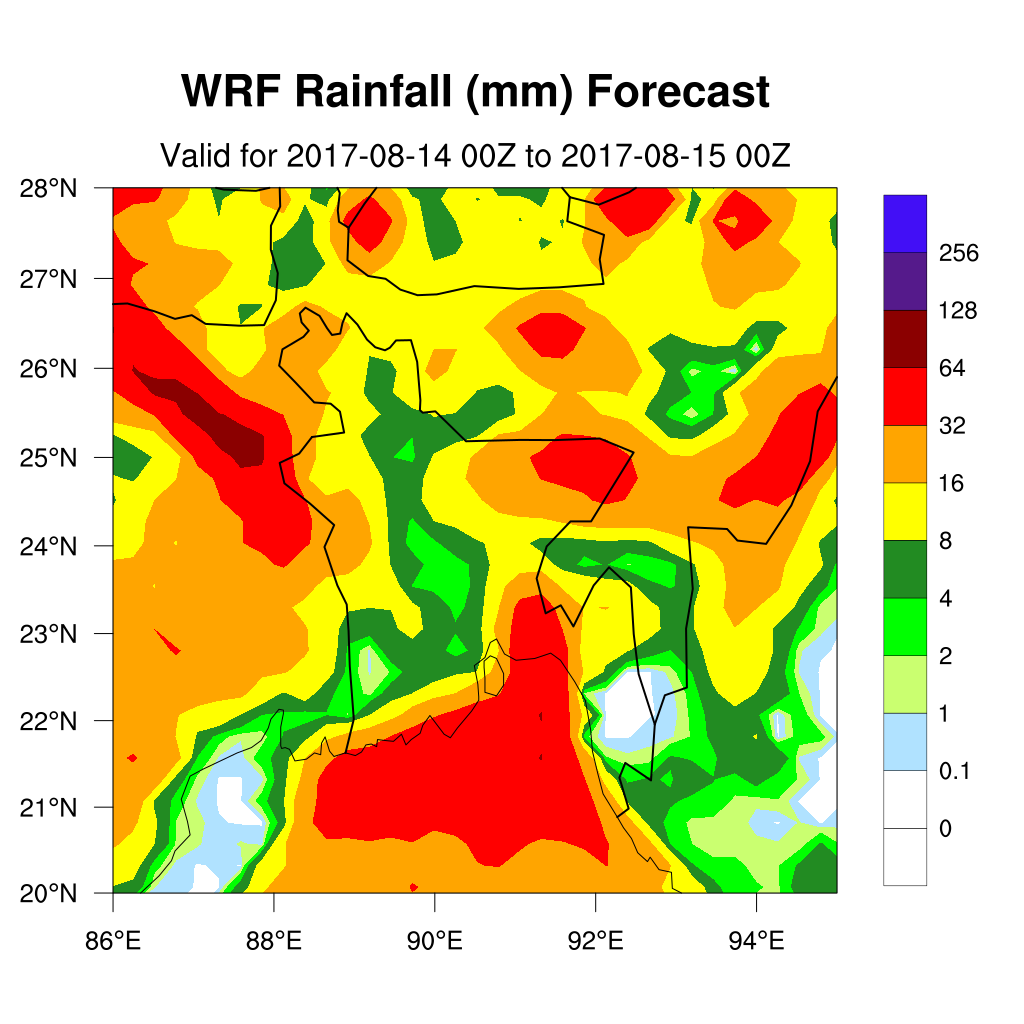 WRF Rainfall (mm) Forecast
Valid for 2017-08-14 00Z to 2017-08-15 00Z
28°N
27°N
26°N
25°N
24°N
23°N
22°N
21°N
20°N
86°E 88°E 90°E 92°E 94°E
256
128
64
32
16
8
4
2
1
0.1
0